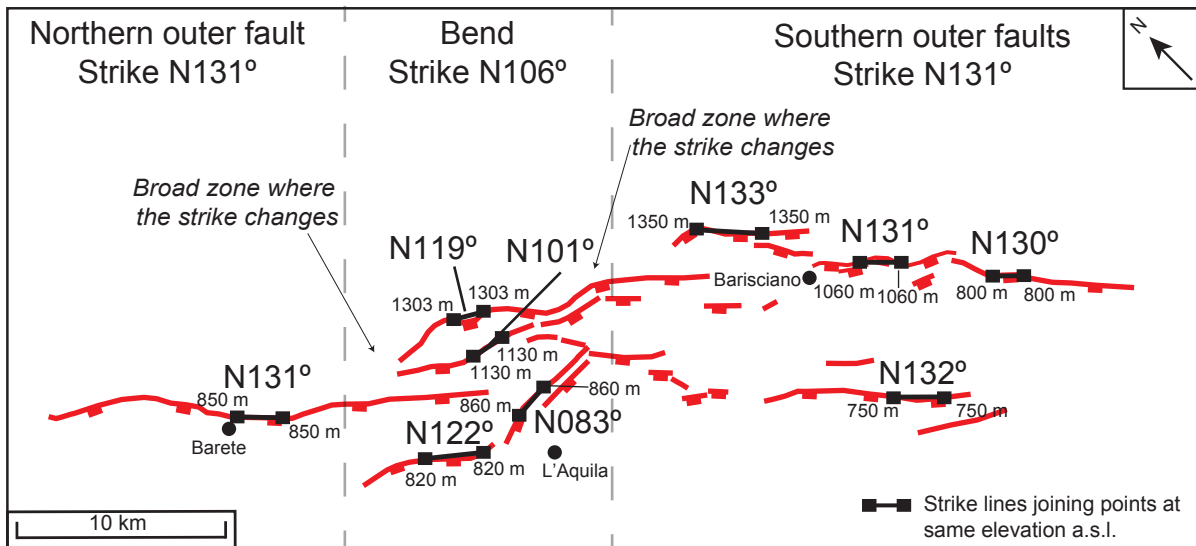 Northern outer fault
Strike N131º
Bend
Strike N106º
Southern outer faults
Strike N131º
N
Broad zone where
the strike changes
Broad zone where
the strike changes
N133º
1350 m
1350 m
N131º
N130º
N119º
N101º
1303 m
1303 m
Barisciano
1060 m
1060 m
800 m
800 m
1130 m
1130 m
N131º
850 m
850 m
Barete
860 m
860 m
N083º
N132º
750 m
750 m
N122º
820 m
820 m
L'Aquila
10 km
Strike lines joining points at
same elevation a.s.l.